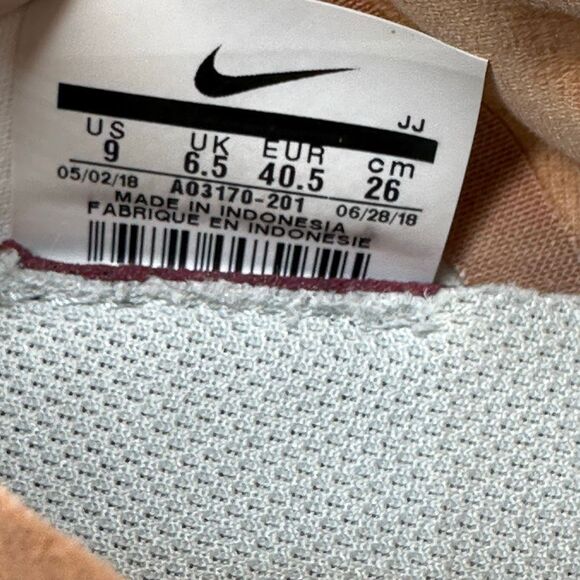 JJ
US UK EUR cm
9 6.5 40.5 26
05/02/18 AO3170-201 06/28/18
MADE IN INDONESIA
FABRIQUE EN INDONESIE